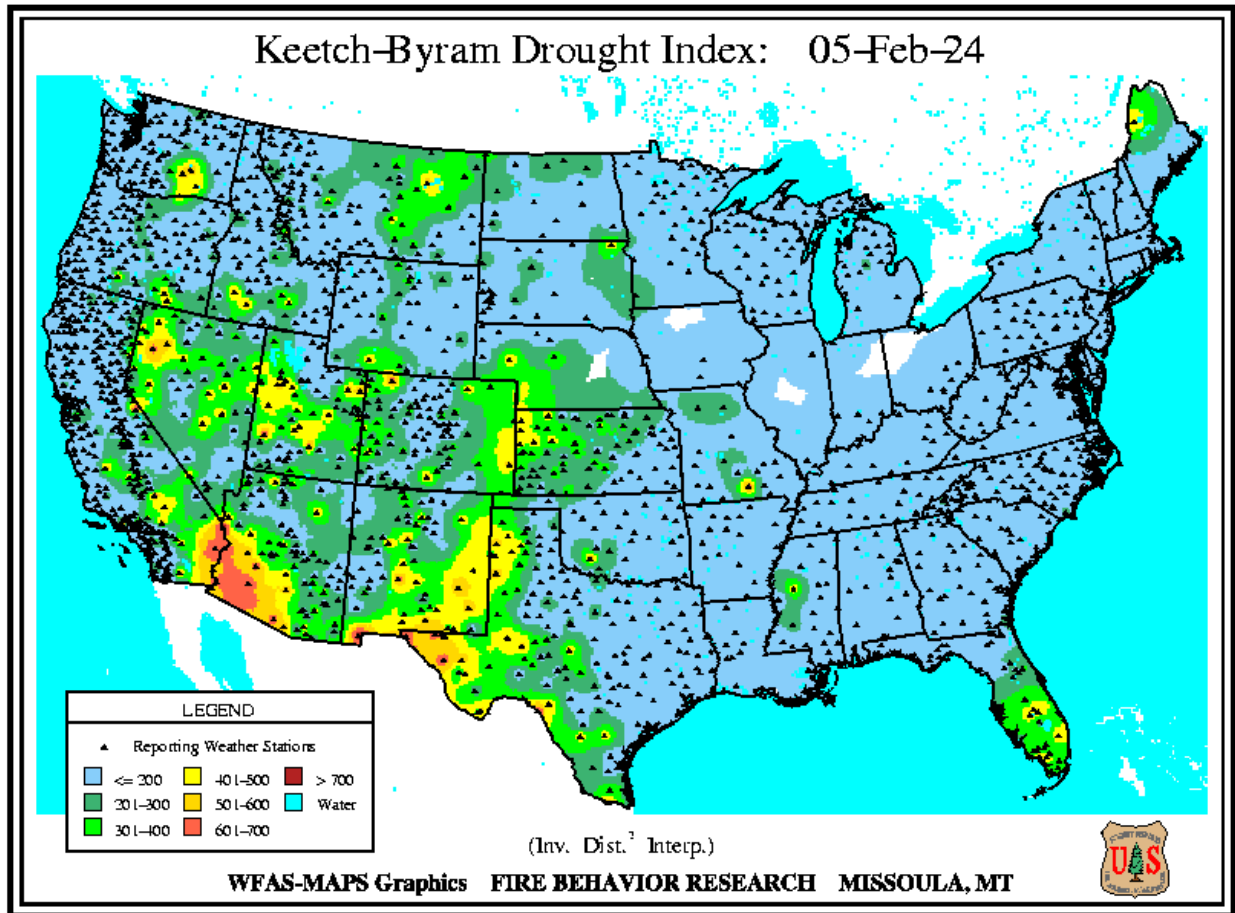 Keetch-Byram Drought Index: 05-Feb-24
LEGEND
Reporting Weather Stations
<= 200
201-300
301-400
401-500
501-600
601-700
> 700
Water
(Inv. Dist.² Interp.)
WFAS-MAPS Graphics FIRE BEHAVIOR RESEARCH MISSOULA, MT
U S